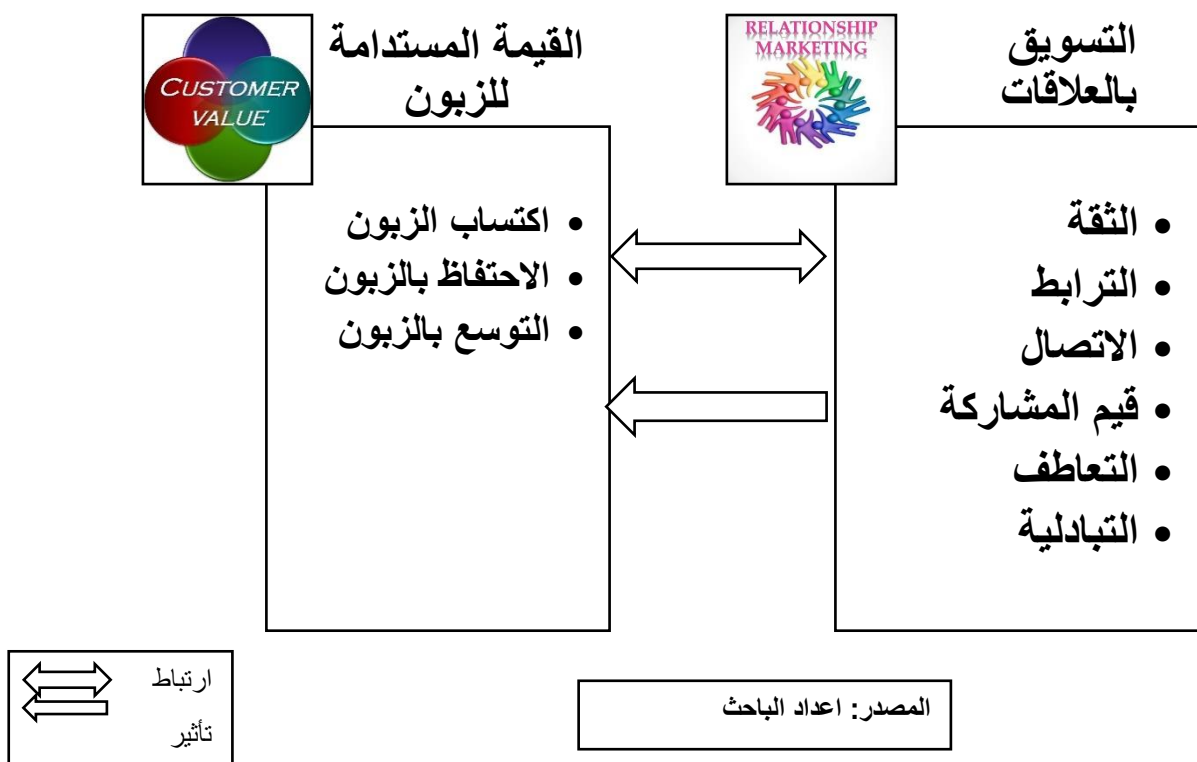 التسويق
بالعلاقات
RELATIONSHIP
MARKETING
• الثقة
• الترابط
• الاتصال
• قيم المشاركة
• التعاطف
• التبادلية
القيمة المستدامة
للزبون
CUSTOMER
VALUE
• اكتساب الزبون
• الاحتفاظ بالزبون
• التوسع بالزبون
المصدر: اعداد الباحث
ارتباط
تأثير